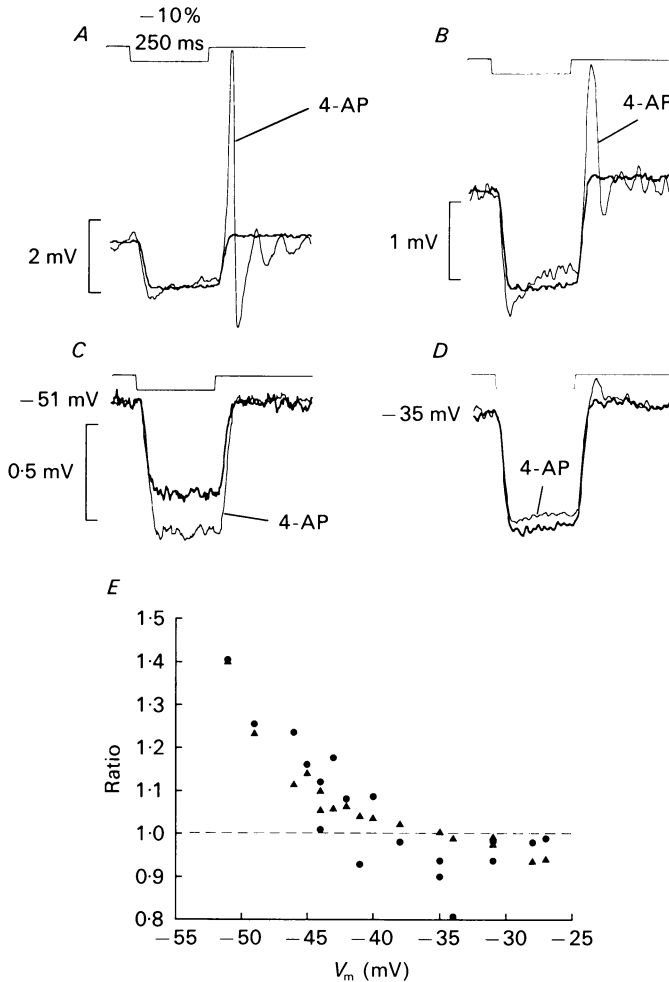 A
−10%
250 ms
4-AP
2 mV
B
4-AP
1 mV
C
−51 mV
0·5 mV
4-AP
D
−35 mV
4-AP
E
1·5
1·4
1·3
1·2
1·1
1·0
0·9
0·8
Ratio
−55
−50
−45
−40
−35
−30
−25
Vm (mV)